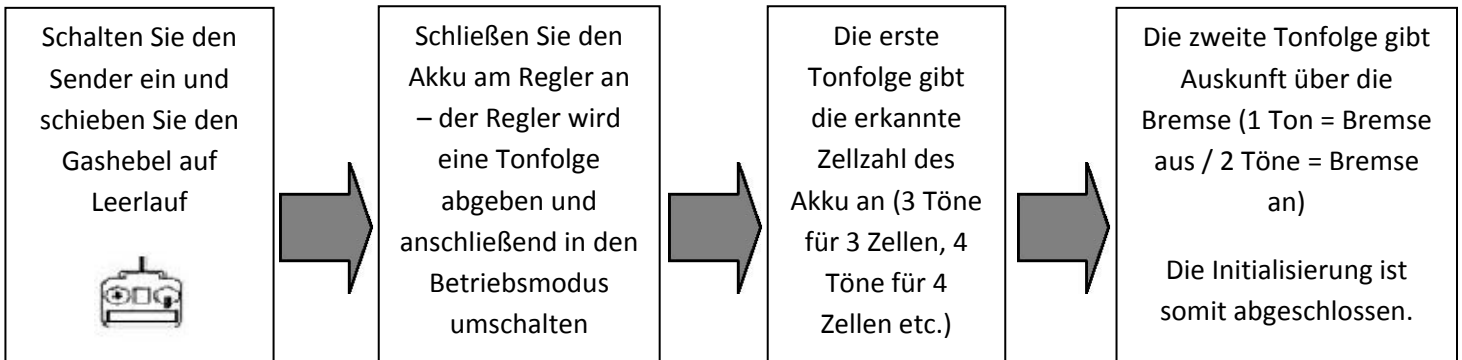 Schalten Sie den
Sender ein und
schieben Sie den
Gashebel auf
Leerlauf
Schließen Sie den
Akku am Regler an
– der Regler wird
eine Tonfolge
abgeben und
anschließend in den
Betriebsmodus
umschalten
Die erste
Tonfolge gibt
die erkannte
Zellzahl des
Akku an (3 Töne
für 3 Zellen, 4
Töne für 4
Zellen etc.)
Die zweite Tonfolge gibt
Auskunft über die
Bremse (1 Ton = Bremse
aus / 2 Töne = Bremse
an)
Die Initialisierung ist
somit abgeschlossen.